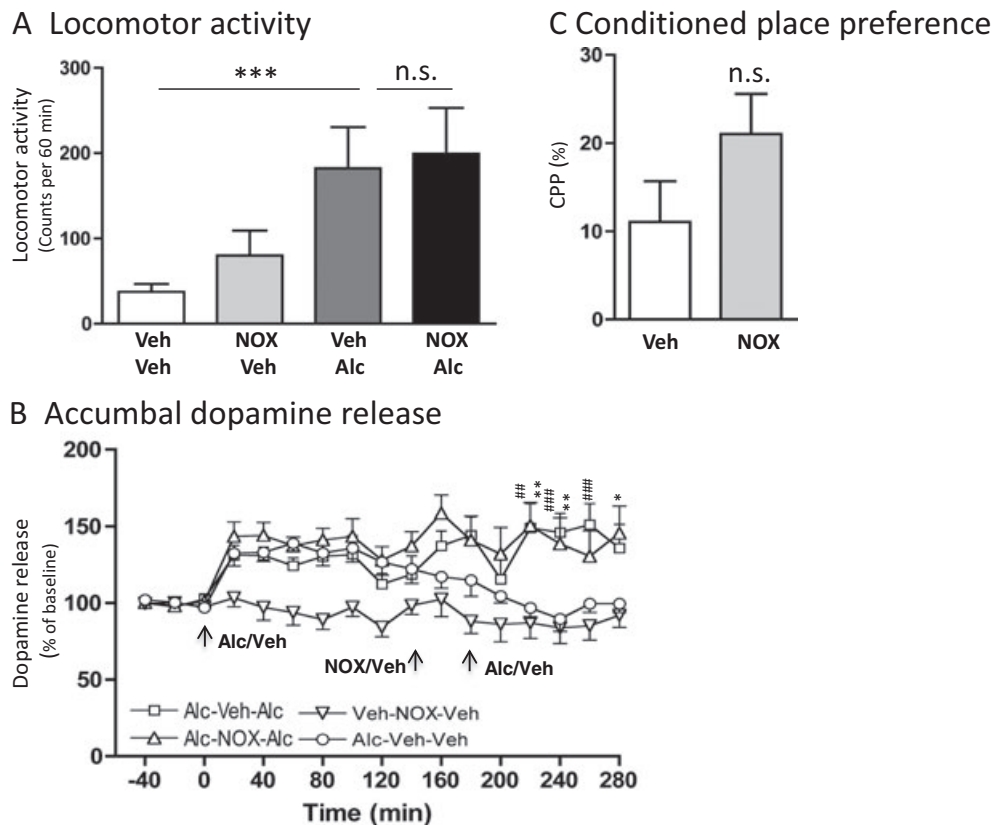 A Locomotor activity
Locomotor activity
(Counts per 60 min)
300
200
100
0
***
n.s.
Veh NOX Veh NOX
Veh Veh Alc Alc
C Conditioned place preference
CPP (%)
30
20
10
0
n.s.
Veh NOX
B Accumbal dopamine release
Dopamine release
(% of baseline)
200
150
100
50
0
##
**
###
**
###
*
Alc/Veh
NOX/Veh
Alc/Veh
Alc-Veh-Alc Veh-NOX-Veh
Alc-NOX-Alc Alc-Veh-Veh
-40 0 40 80 120 160 200 240 280
Time (min)